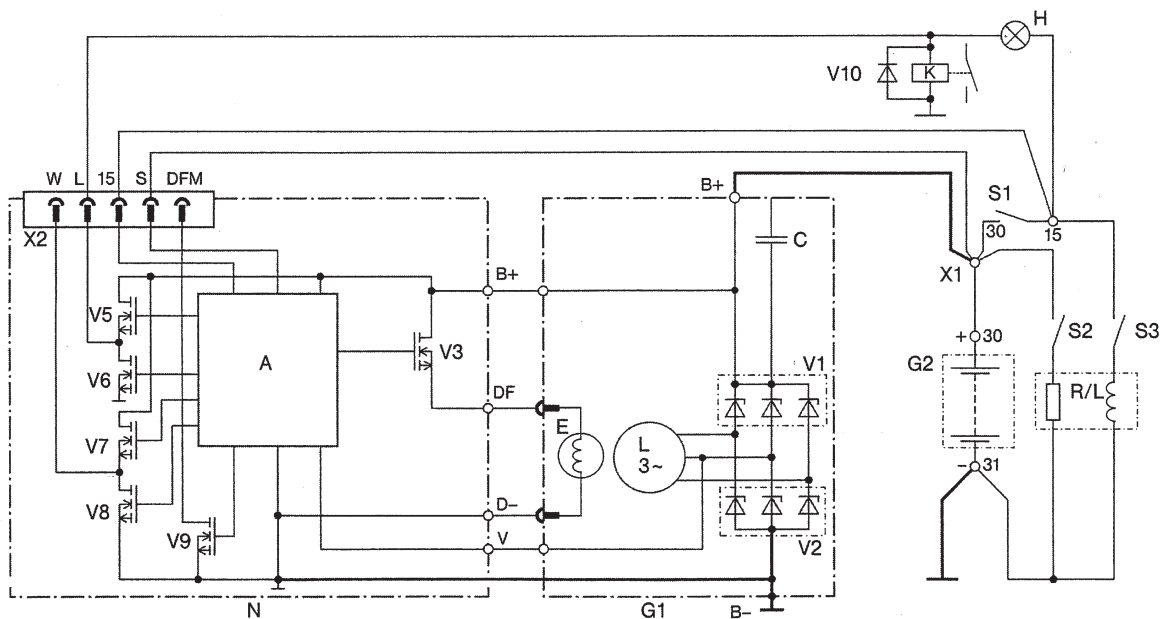 H
V10
K
W L 15 S DFM
X2
B+
S1
30
15
X1
B+
C
V5
A
V3
+ 30
S2
S3
V6
V1
G2
R/L
DF
E
L
3~
V7
- 31
V8
D–
V9
V
V2
N
G1
B–